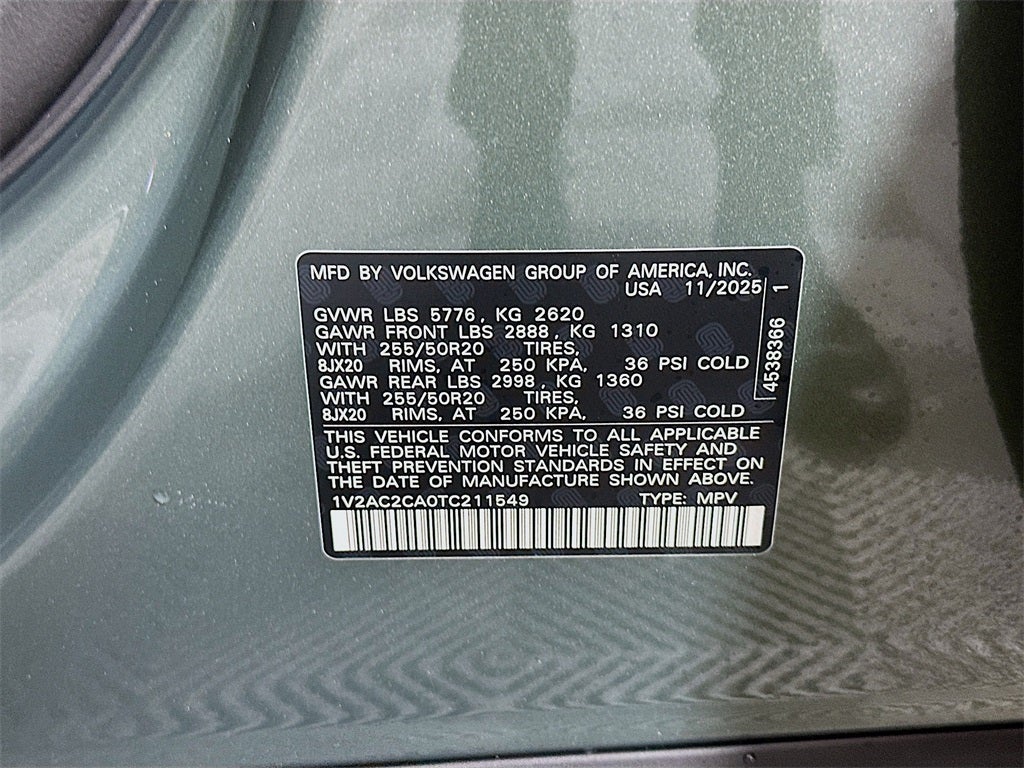 MFD BY VOLKSWAGEN GROUP OF AMERICA, INC.
USA 11/2025
GVWR LBS 5776, KG 2620
GAWR FRONT LBS 2888, KG 1310
WITH 255/50R20 TIRES,
8JX20 RIMS, AT 250 KPA, 36 PSI COLD
GAWR REAR LBS 2998, KG 1360
WITH 255/50R20 TIRES,
8JX20 RIMS, AT 250 KPA, 36 PSI COLD
4538366 1
THIS VEHICLE CONFORMS TO ALL APPLICABLE
U.S. FEDERAL MOTOR VEHICLE SAFETY AND
THEFT PREVENTION STANDARDS IN EFFECT ON
THE DATE OF MANUFACTURE SHOWN ABOVE.
1V2AC2CA0TC211549 TYPE: MPV